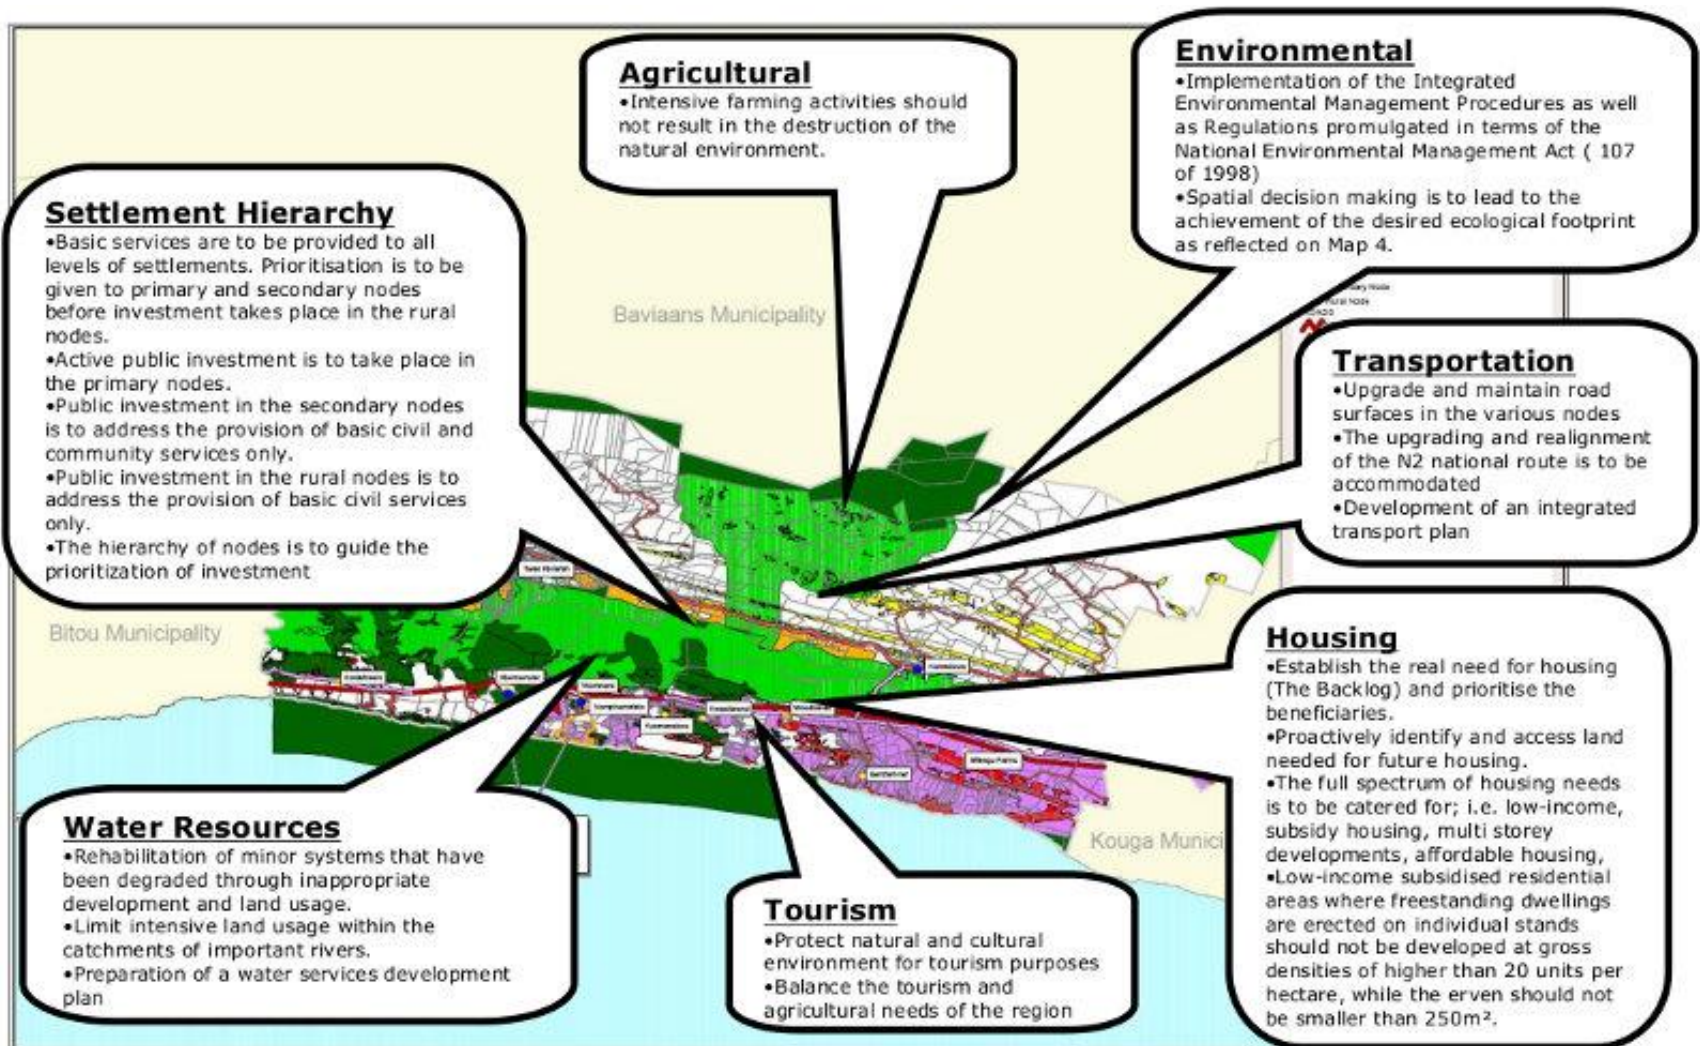 Agricultural
•Intensive farming activities should
not result in the destruction of the
natural environment.
Environmental
•Implementation of the Integrated
Environmental Management Procedures as well
as Regulations promulgated in terms of the
National Environmental Management Act ( 107
of 1998)
•Spatial decision making is to lead to the
achievement of the desired ecological footprint
as reflected on Map 4.
Settlement Hierarchy
•Basic services are to be provided to all
levels of settlements. Prioritisation is to be
given to primary and secondary nodes
before investment takes place in the rural
nodes.
•Active public investment is to take place in
the primary nodes.
•Public investment in the secondary nodes
is to address the provision of basic civil and
community services only.
•Public investment in the rural nodes is to
address the provision of basic civil services
only.
•The hierarchy of nodes is to guide the
prioritization of investment
Baviaans Municipality
Transportation
•Upgrade and maintain road
surfaces in the various nodes
•The upgrading and realignment
of the N2 national route is to be
accommodated
•Development of an integrated
transport plan
Bitou Municipality
Housing
•Establish the real need for housing
(The Backlog) and prioritise the
beneficiaries.
•Proactively identify and access land
needed for future housing.
•The full spectrum of housing needs
is to be catered for; i.e. low-income,
subsidy housing, multi storey
developments, affordable housing,
•Low-income subsidised residential
areas where freestanding dwellings
are erected on individual stands
should not be developed at gross
densities of higher than 20 units per
hectare, while the erven should not
be smaller than 250m².
Kouga Munici
Water Resources
•Rehabilitation of minor systems that have
been degraded through inappropriate
development and land usage.
•Limit intensive land usage within the
catchments of important rivers.
•Preparation of a water services development
plan
Tourism
•Protect natural and cultural
environment for tourism purposes
•Balance the tourism and
agricultural needs of the region